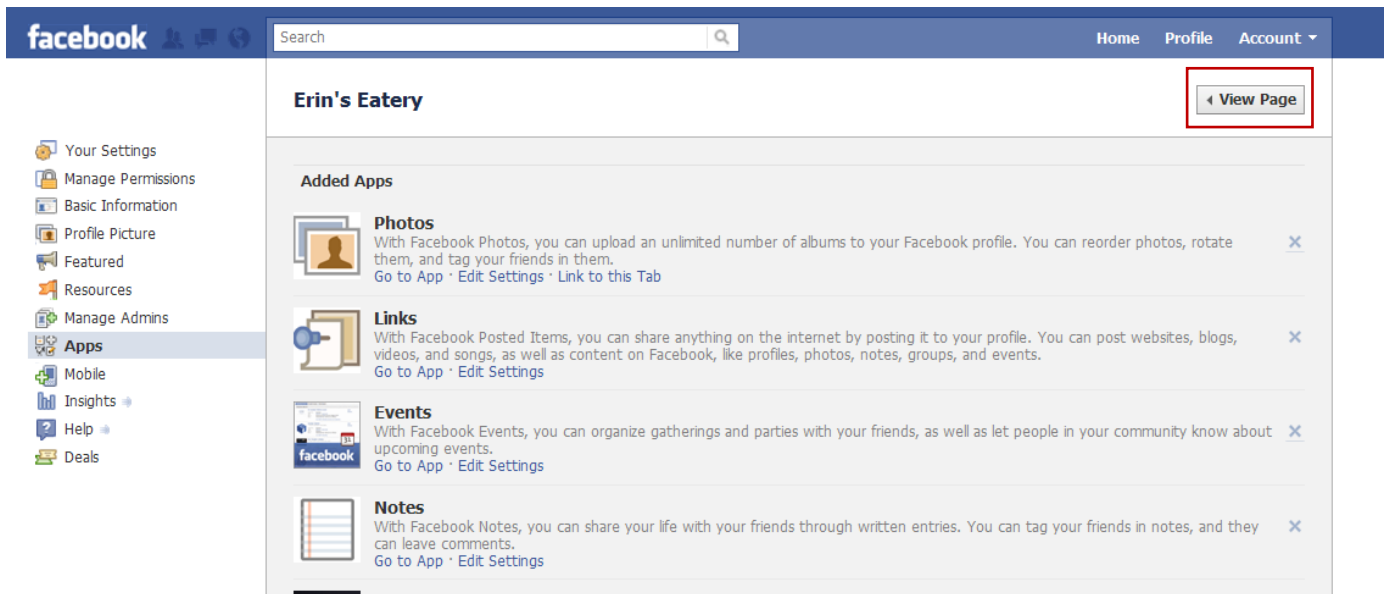 facebook
Search
Home Profile Account
Erin's Eatery
View Page
Your Settings
Manage Permissions
Basic Information
Profile Picture
Featured
Resources
Manage Admins
Apps
Mobile
Insights
Help
Deals
Added Apps
Photos
With Facebook Photos, you can upload an unlimited number of albums to your Facebook profile. You can reorder photos, rotate
them, and tag your friends in them.
Go to App · Edit Settings · Link to this Tab
Links
With Facebook Posted Items, you can share anything on the internet by posting it to your profile. You can post websites, blogs,
videos, and songs, as well as content on Facebook, like profiles, photos, notes, groups, and events.
Go to App · Edit Settings
facebook
Events
With Facebook Events, you can organize gatherings and parties with your friends, as well as let people in your community know about
upcoming events.
Go to App · Edit Settings
Notes
With Facebook Notes, you can share your life with your friends through written entries. You can tag your friends in notes, and they
can leave comments.
Go to App · Edit Settings